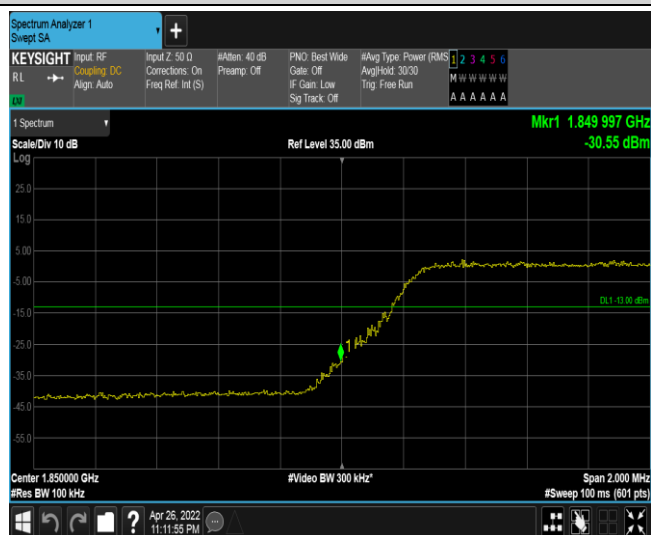 Spectrum Analyzer 1
Swept SA
+
KEYSIGHT
RL
LXI
Input: RF
Coupling: DC
Align: Auto
Input Z: 50 Ω
Corrections: On
Freq Ref: Int (S)
#Atten: 40 dB
Preamp: Off
PNO: Best Wide
Gate: Off
IF Gain: Low
Sig Track: Off
#Avg Type: Power (RMS
Avg|Hold: 30/30
Trig: Free Run
1 2 3 4 5 6
M W W W W W
A A A A A A
1 Spectrum
Scale/Div 10 dB
Ref Level 35.00 dBm
Mkr1 1.849 997 GHz
-30.55 dBm
Log
25.0
15.0
5.00
-5.00
DL1 -13.00 dBm
-15.0
1
-25.0
-35.0
-45.0
-55.0
Center 1.850000 GHz
#Video BW 300 kHz*
Span 2.000 MHz
#Res BW 100 kHz
#Sweep 100 ms (601 pts)
?
Apr 26, 2022
11:11:55 PM